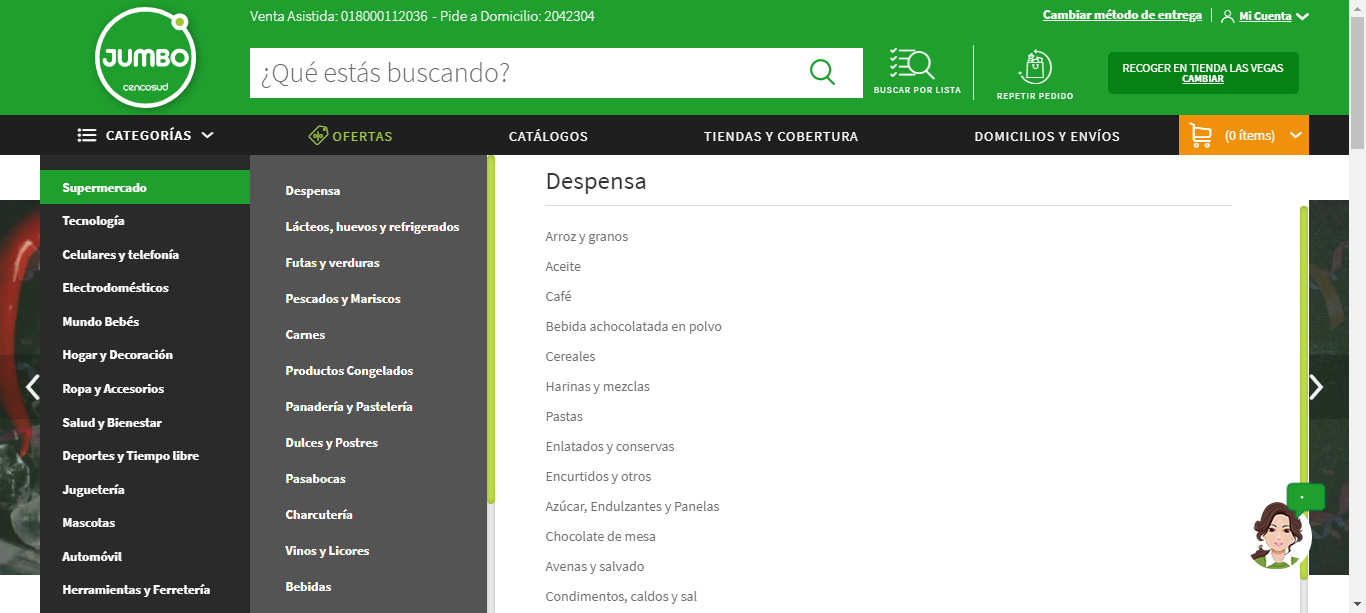 Venta Asistida: 018000112036 - Pide a Domicilio: 2042304
Cambiar método de entrega
Mi Cuenta
JUMBO
cencosud
¿Qué estás buscando?
BUSCAR POR LISTA
REPETIR PEDIDO
RECOGER EN TIENDA LAS VEGAS
CAMBIAR
CATEGORÍAS
OFERTAS
CATÁLOGOS
TIENDAS Y COBERTURA
DOMICILIOS Y ENVÍOS
(0 ítems)
Supermercado
Tecnología
Celulares y telefonía
Electrodomésticos
Mundo Bebés
Hogar y Decoración
Ropa y Accesorios
Salud y Bienestar
Deportes y Tiempo libre
Juguetería
Mascotas
Automóvil
Herramientas y Ferretería
Despensa
Lácteos, huevos y refrigerados
Futas y verduras
Pescados y Mariscos
Carnes
Productos Congelados
Panadería y Pastelería
Dulces y Postres
Pasabocas
Charcutería
Vinos y Licores
Bebidas
Despensa
Arroz y granos
Aceite
Café
Bebida achocolatada en polvo
Cereales
Harinas y mezclas
Pastas
Enlatados y conservas
Encurtidos y otros
Azúcar, Endulzantes y Panelas
Chocolate de mesa
Avenas y salvado
Condimentos, caldos y sal